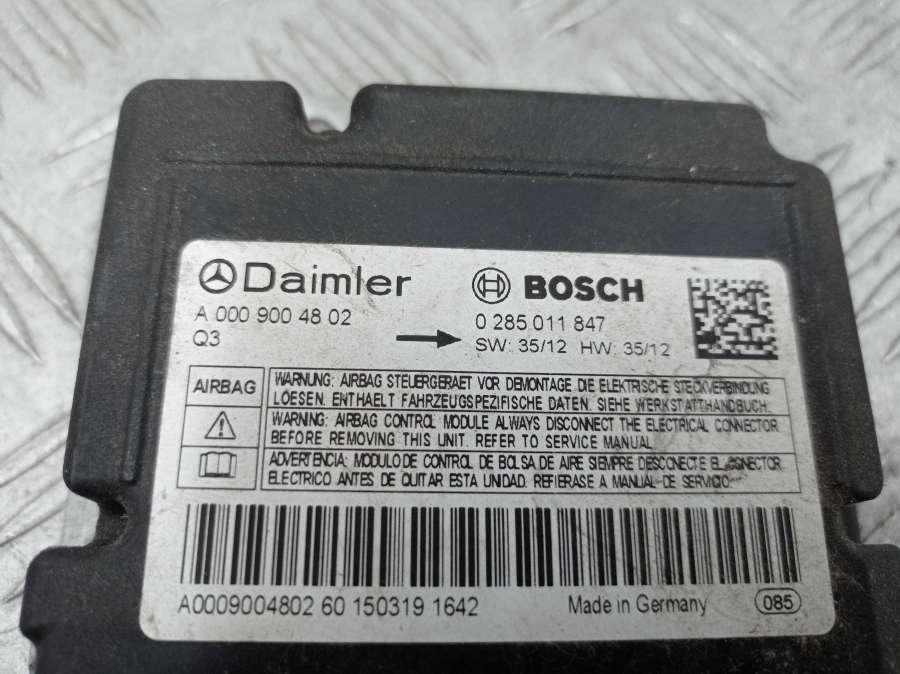 Daimler
A 000 900 48 02
Q3
BOSCH
0 285 011 847
SW: 35/12 HW: 35/12
AIRBAG
WARNUNG: AIRBAG STEUERGERAET VOR DEMONTAGE DIE ELEKTRISCHE STECKVERBINDUNG
LOESEN. ENTHAELT FAHRZEUGSPEZIFISCHE DATEN. SIEHE WERKSTATTHANDBUCH.
WARNING: AIRBAG CONTROL MODULE ALWAYS DISCONNECT THE ELECTRICAL CONNECTOR
BEFORE REMOVING THIS UNIT. REFER TO SERVICE MANUAL
ADVERTENCIA: MODULO DE CONTROL DE BOLSA DE AIRE SIEMPRE DESCONECTE EL CONECTOR
ELECTRICO ANTES DE QUITAR ESTA UNIDAD. REFIERASE A MANUAL DE SERVICIO
A0009004802 60 150319 1642
Made in Germany
085